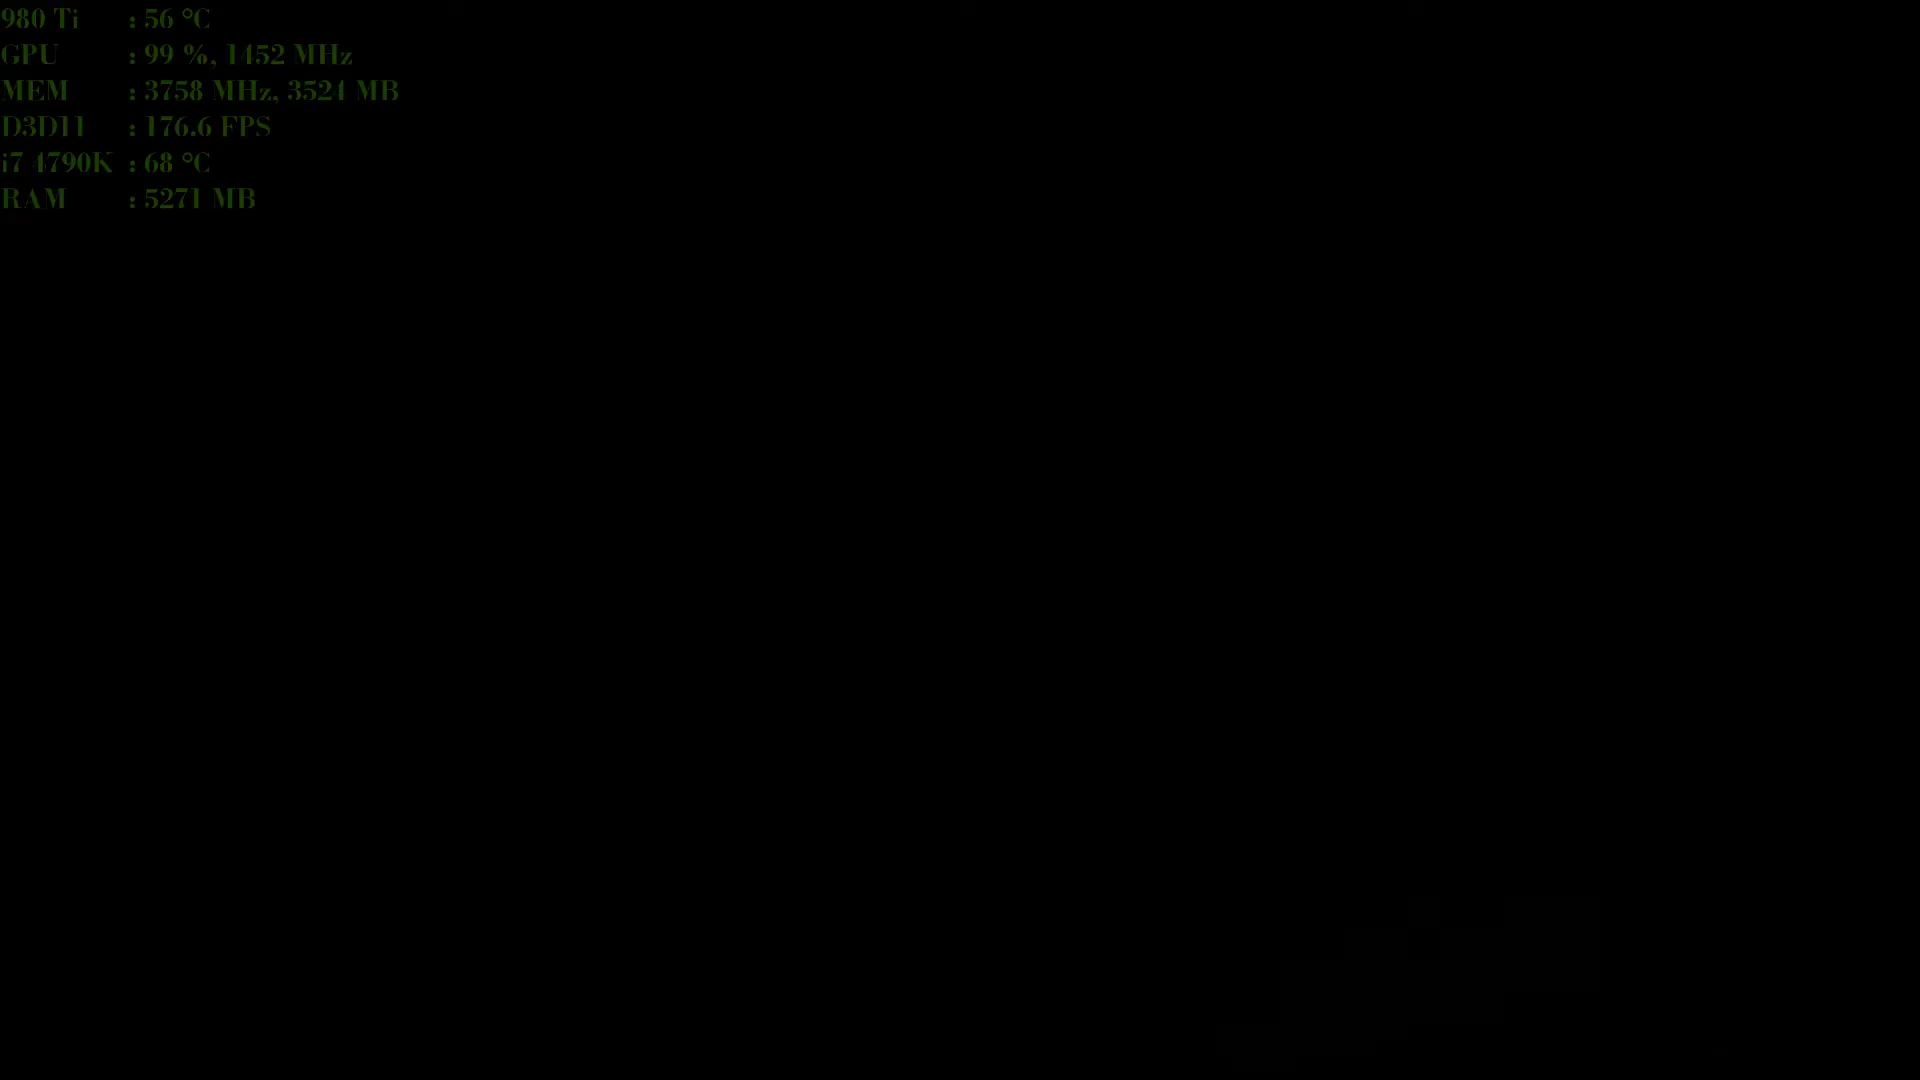 980 Ti : 56 °C
GPU : 99 %, 1452 MHz
MEM : 3758 MHz, 3524 MB
D3D11 : 176.6 FPS
i7 4790K : 68 °C
RAM : 5271 MB